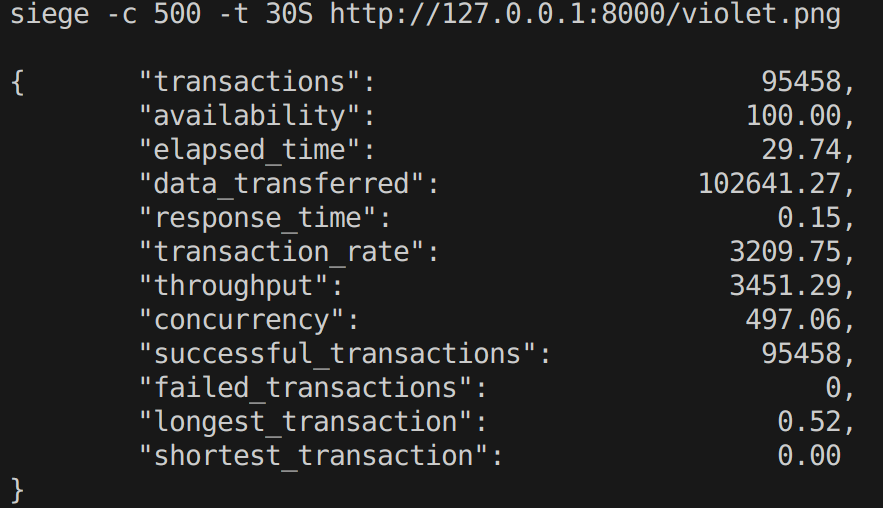 siege -c 500 -t 30S http://127.0.0.1:8000/violet.png
{ "transactions": 95458,
"availability": 100.00,
"elapsed_time": 29.74,
"data_transferred": 102641.27,
"response_time": 0.15,
"transaction_rate": 3209.75,
"throughput": 3451.29,
"concurrency": 497.06,
"successful_transactions": 95458,
"failed_transactions": 0,
"longest_transaction": 0.52,
"shortest_transaction": 0.00
}